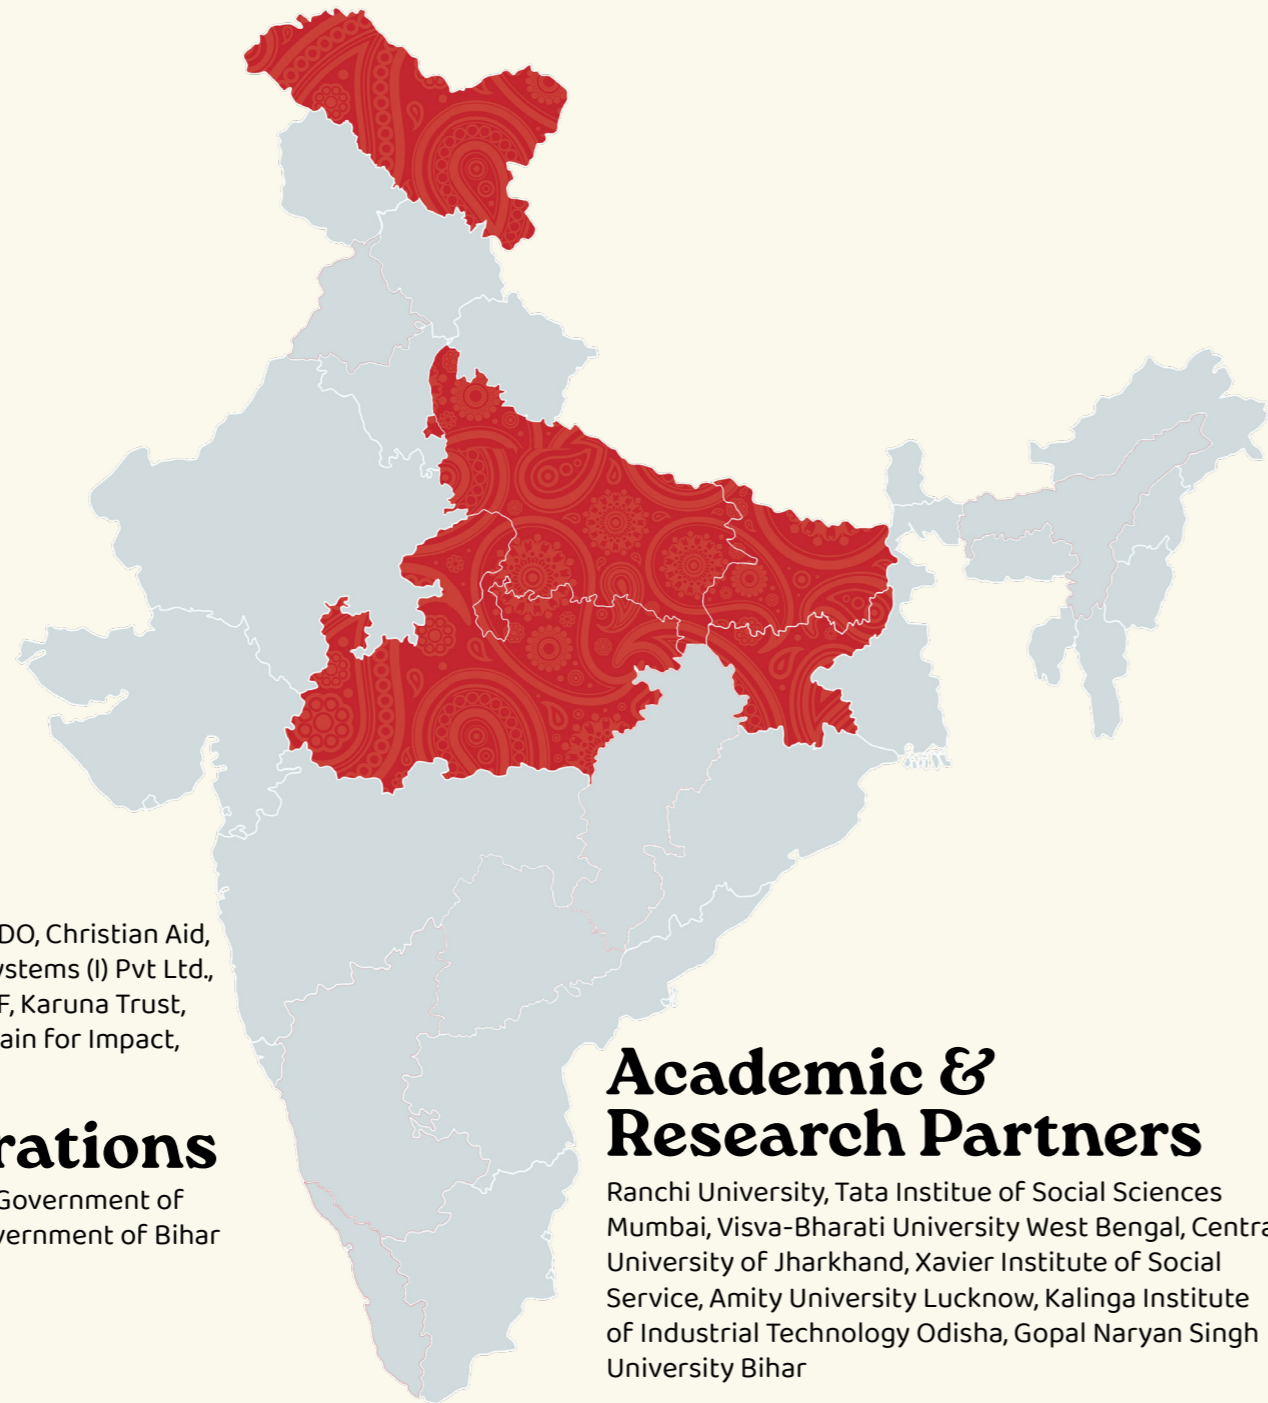 DO, Christian Aid,
ystems (I) Pvt Ltd.,
F, Karuna Trust,
ain for Impact,
rations
Government of
vernment of Bihar
Academic &
Research Partners
Ranchi University, Tata Institue of Social Sciences
Mumbai, Visva-Bharati University West Bengal, Centra
University of Jharkhand, Xavier Institute of Social
Service, Amity University Lucknow, Kalinga Institute
of Industrial Technology Odisha, Gopal Naryan Singh
University Bihar